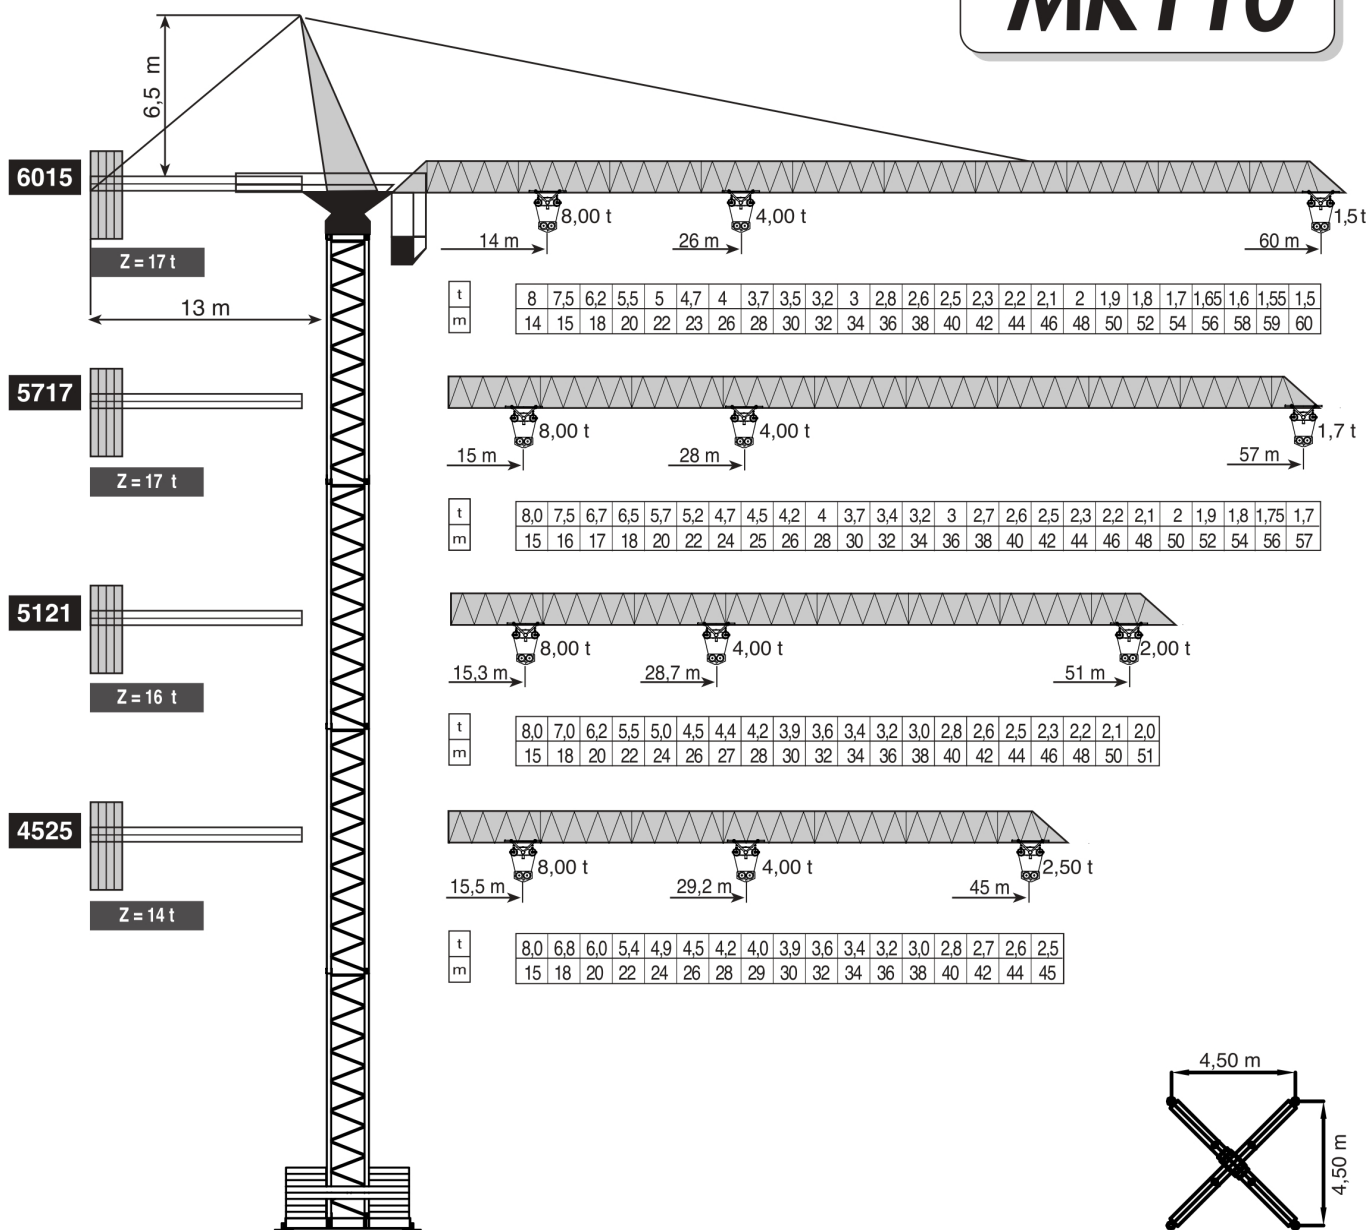 MK110
6,5 m
6015
8,00 t 4,00 t 1,5 t
14 m 26 m 60 m
Z = 17 t
13 m
t 8 7,5 6,2 5,5 5 4,7 4 3,7 3,5 3,2 3 2,8 2,6 2,5 2,3 2,2 2,1 2 1,9 1,8 1,7 1,65 1,6 1,55 1,5
m 14 15 18 20 22 23 26 28 30 32 34 36 38 40 42 44 46 48 50 52 54 56 58 59 60
5717
8,00 t 4,00 t 1,7 t
15 m 28 m 57 m
Z = 17 t
t 8,0 7,5 6,7 6,5 5,7 5,2 4,7 4,5 4,2 4 3,7 3,4 3,2 3 2,7 2,6 2,5 2,3 2,2 2,1 2 1,9 1,8 1,75 1,7
m 15 16 17 18 20 22 24 25 26 28 30 32 34 36 38 40 42 44 46 48 50 52 54 56 57
5121
8,00 t 4,00 t 2,00 t
15,3 m 28,7 m 51 m
Z = 16 t
t 8,0 7,0 6,2 5,5 5,0 4,5 4,4 4,2 3,9 3,6 3,4 3,2 3,0 2,8 2,6 2,5 2,3 2,2 2,1 2,0
m 15 18 20 22 24 26 27 28 30 32 34 36 38 40 42 44 46 48 50 51
4525
8,00 t 4,00 t 2,50 t
15,5 m 29,2 m 45 m
Z = 14 t
t 8,0 6,8 6,0 5,4 4,9 4,5 4,2 4,0 3,9 3,6 3,4 3,2 3,0 2,8 2,7 2,6 2,5
m 15 18 20 22 24 26 28 29 30 32 34 36 38 40 42 44 45
4,50 m
4,50 m